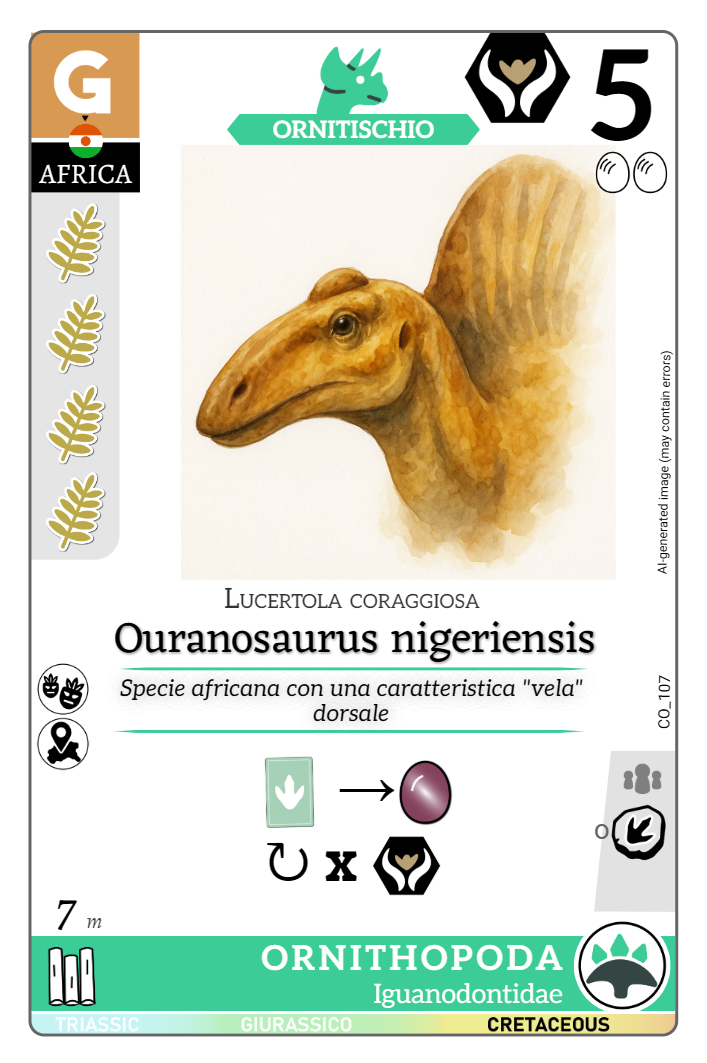 G
AFRICA
ORNITISCHIO
5
AI-generated image (may contain errors)
LUCERTOLA CORAGGIOSA
Ouranosaurus nigeriensis
Specie africana con una caratteristica "vela"
dorsale
CO_107
x
o
7 m
ORNITHOPODA
Iguanodontidae
TRIASSIC GIURASSICO CRETACEOUS